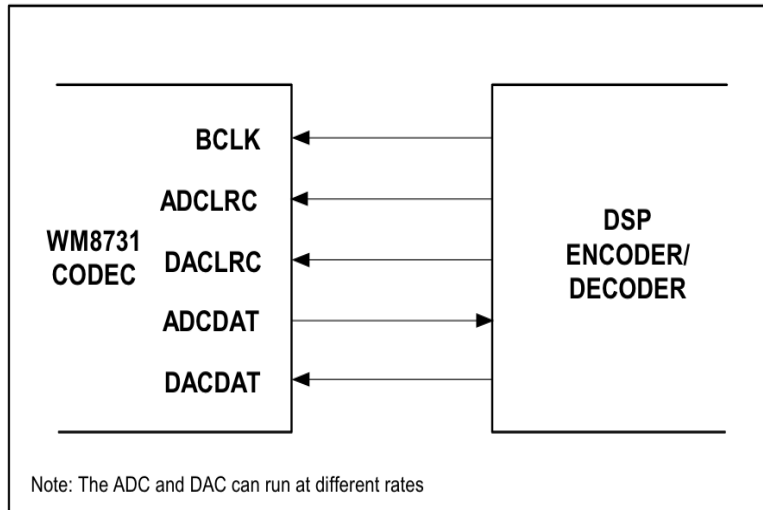 BCLK
ADCLRC
WM8731
CODEC
DACLRC
ADCDAT
DACDAT
DSP
ENCODER/
DECODER
Note: The ADC and DAC can run at different rates